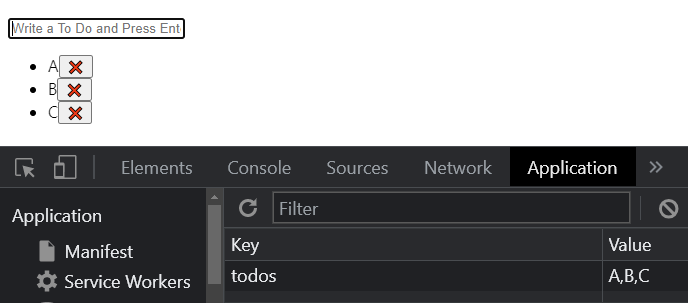 Write a To Do and Press Ent
A
B
C
Elements Console Sources Network Application
Application
Filter
Manifest
Service Workers
Key Value
todos A,B,C